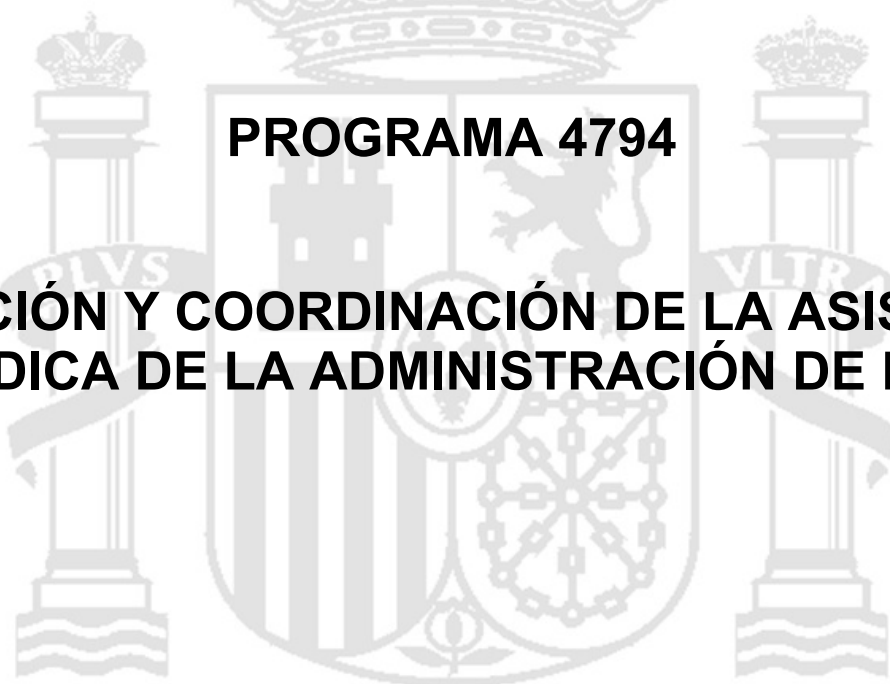 PROGRAMA 4794
CIÓN Y COORDINACIÓN DE LA ASIS
DICA DE LA ADMINISTRACIÓN DE
PLVS
VLTR